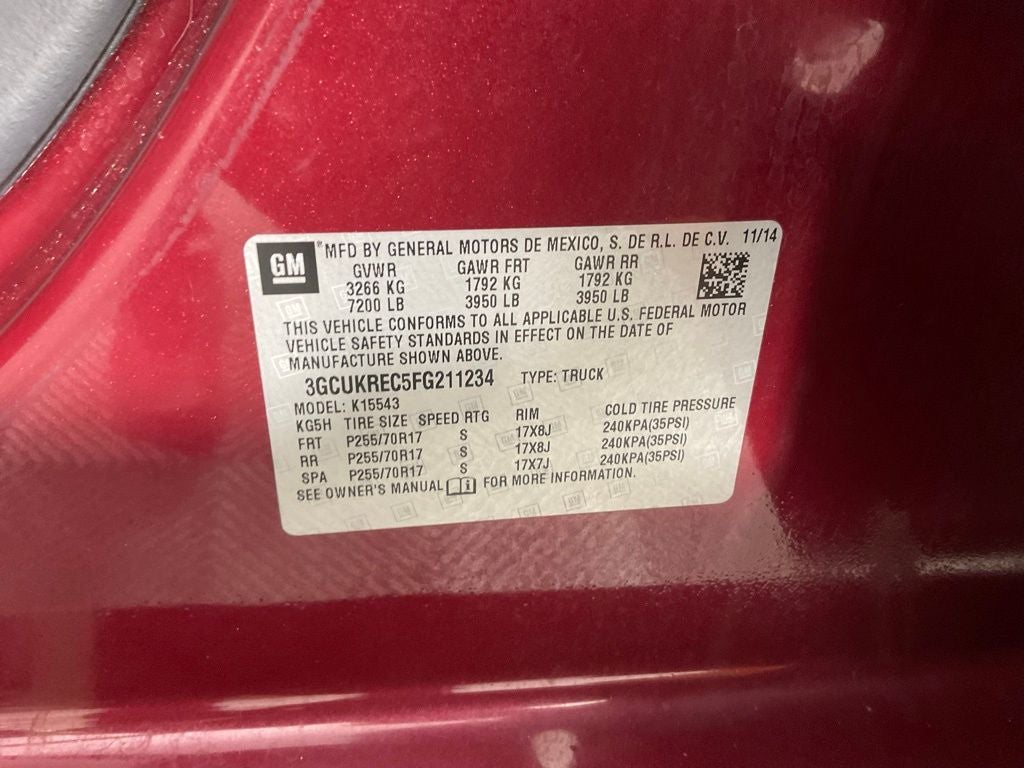 GM ® MFD BY GENERAL MOTORS DE MEXICO, S. DE R.L. DE C.V. 11/14
GVWR GAWR FRT GAWR RR
3266 KG 1792 KG 1792 KG
7200 LB 3950 LB 3950 LB
THIS VEHICLE CONFORMS TO ALL APPLICABLE U.S. FEDERAL MOTOR
VEHICLE SAFETY STANDARDS IN EFFECT ON THE DATE OF
MANUFACTURE SHOWN ABOVE.
3GCUKREC5FG211234 TYPE: TRUCK
MODEL: K15543
KG5H TIRE SIZE SPEED RTG RIM COLD TIRE PRESSURE
FRT P255/70R17 S 17X8J 240KPA(35PSI)
RR P255/70R17 S 17X8J 240KPA(35PSI)
SPA P255/70R17 S 17X7J 240KPA(35PSI)
SEE OWNER'S MANUAL i FOR MORE INFORMATION.